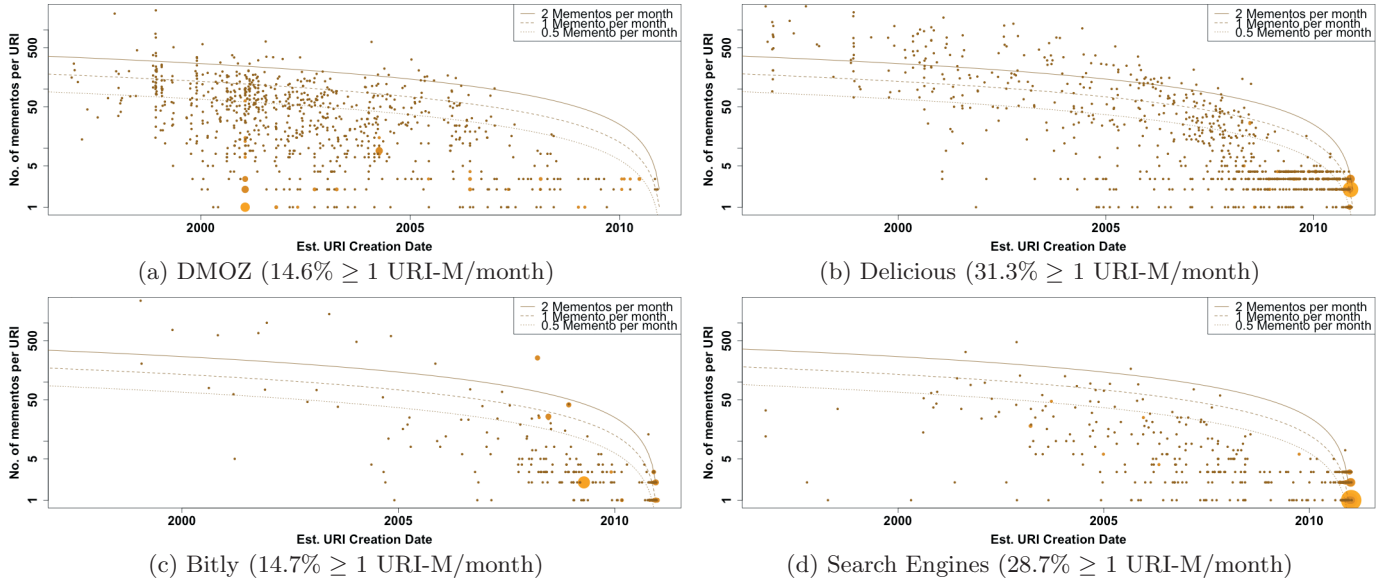 2 Mementos per month
1 Memento per month
0.5 Memento per month
No. of mementos per URI
500
50
5
1
2000
2005
2010
Est. URI Creation Date
(a) DMOZ (14.6% ≥ 1 URI-M/month)
2 Mementos per month
1 Memento per month
0.5 Memento per month
No. of mementos per URI
500
50
5
1
2000
2005
2010
Est. URI Creation Date
(b) Delicious (31.3% ≥ 1 URI-M/month)
2 Mementos per month
1 Memento per month
0.5 Memento per month
No. of mementos per URI
500
50
5
1
2000
2005
2010
Est. URI Creation Date
(c) Bitly (14.7% ≥ 1 URI-M/month)
2 Mementos per month
1 Memento per month
0.5 Memento per month
No. of mementos per URI
500
50
5
1
2000
2005
2010
Est. URI Creation Date
(d) Search Engines (28.7% ≥ 1 URI-M/month)